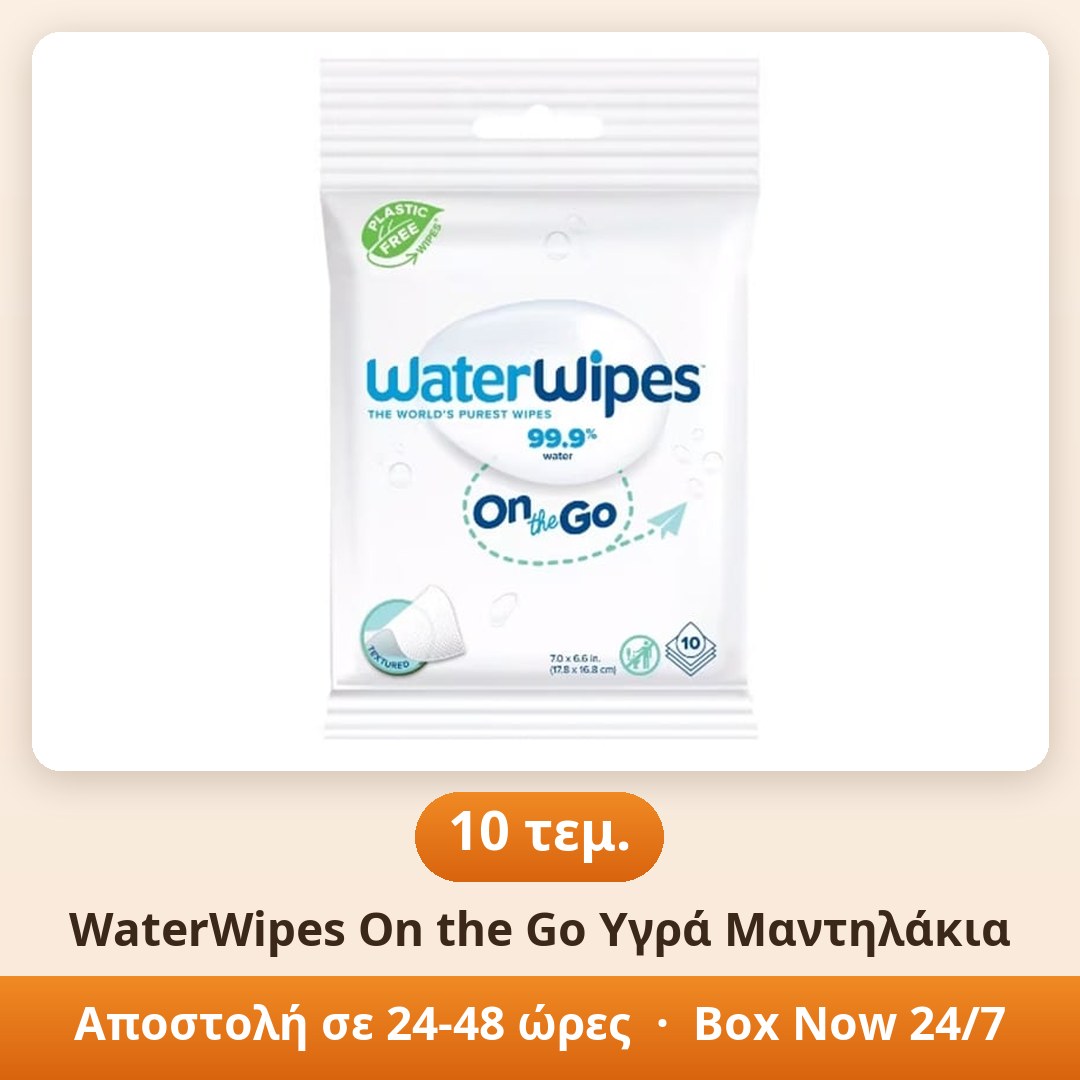 PLASTIC
FREE
WIPES
WaterWipes
THE WORLD'S PUREST WIPES
99.9%
water
On the Go
TEXTURED
7.0 x 6.6 in.
(17.8 x 16.8 cm)
10
10 τεμ.
WaterWipes On the Go Υγρά Μαντηλάκια
Αποστολή σε 24-48 ώρες · Box Now 24/7